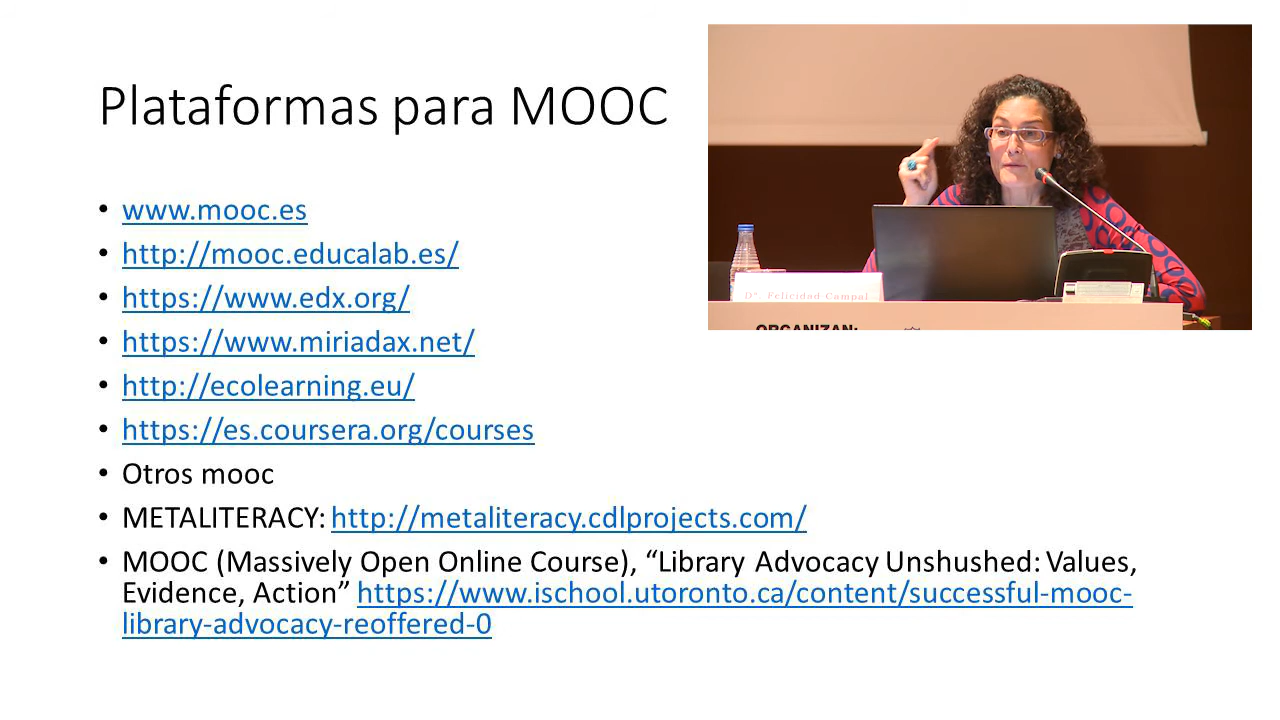 Plataformas para MOOC
• www.mooc.es
• http://mooc.educalab.es/
• https://www.edx.org/
• https://www.miriadax.net/
• http://ecolearning.eu/
• https://es.coursera.org/courses
• Otros mooc
• METALITERACY: http://metaliteracy.cdlprojects.com/
• MOOC (Massively Open Online Course), “Library Advocacy Unshushed: Values,
Evidence, Action” https://www.ischool.utoronto.ca/content/successful-mooc-
library-advocacy-reoffered-0
Dª. Felicidad Campal
ORGANIZAN: